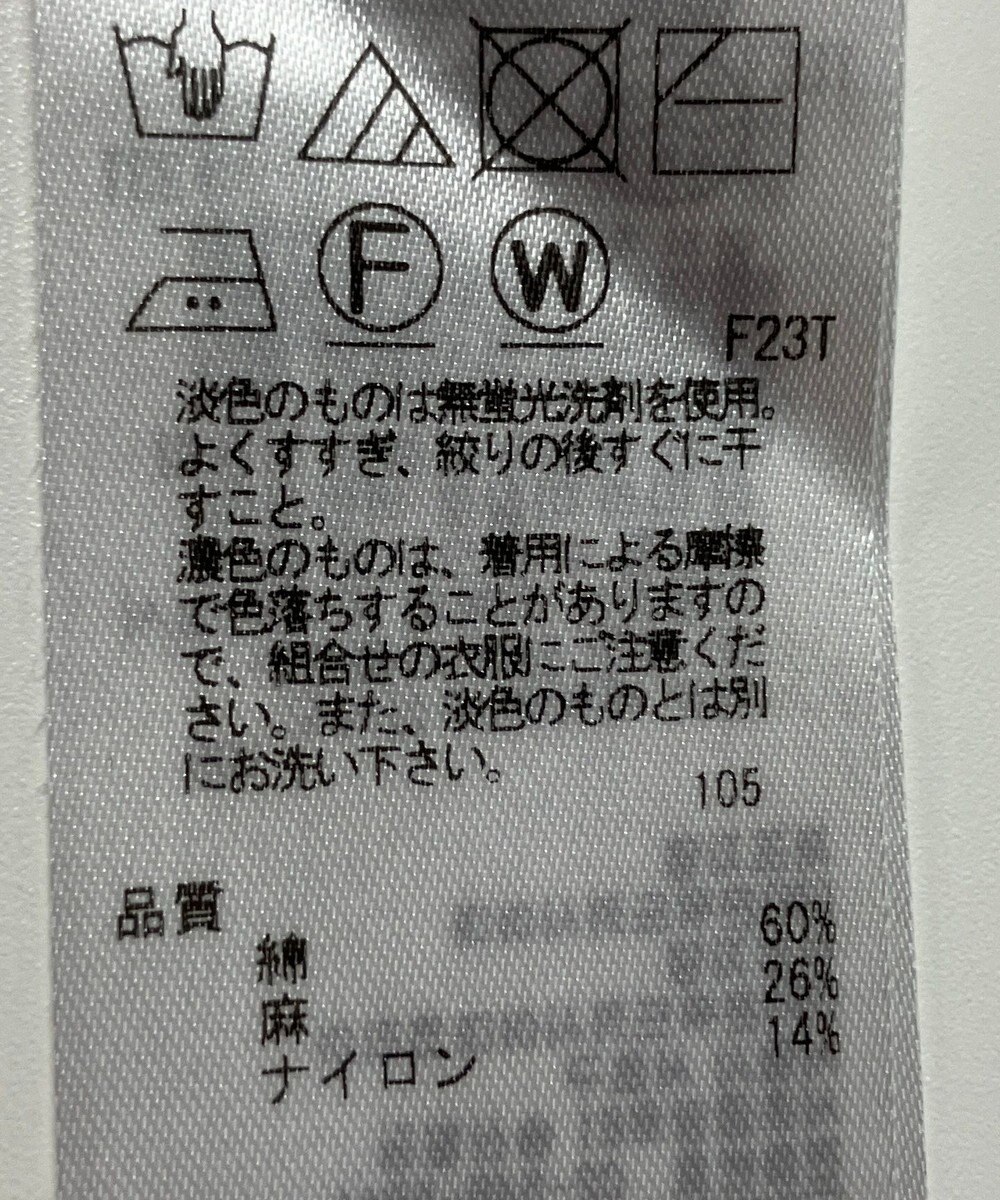 F W
F23T
淡色のものは無蛍光洗剤を使用。
よくすすぎ、絞りの後すぐに干
すこと。
濃色のものは、着用による摩擦
で色落ちすることがありますの
で、組合せの衣服にご注意くだ
さい。また、淡色のものとは別
にお洗い下さい。
105
品質
綿 60%
麻 26%
ナイロン 14%